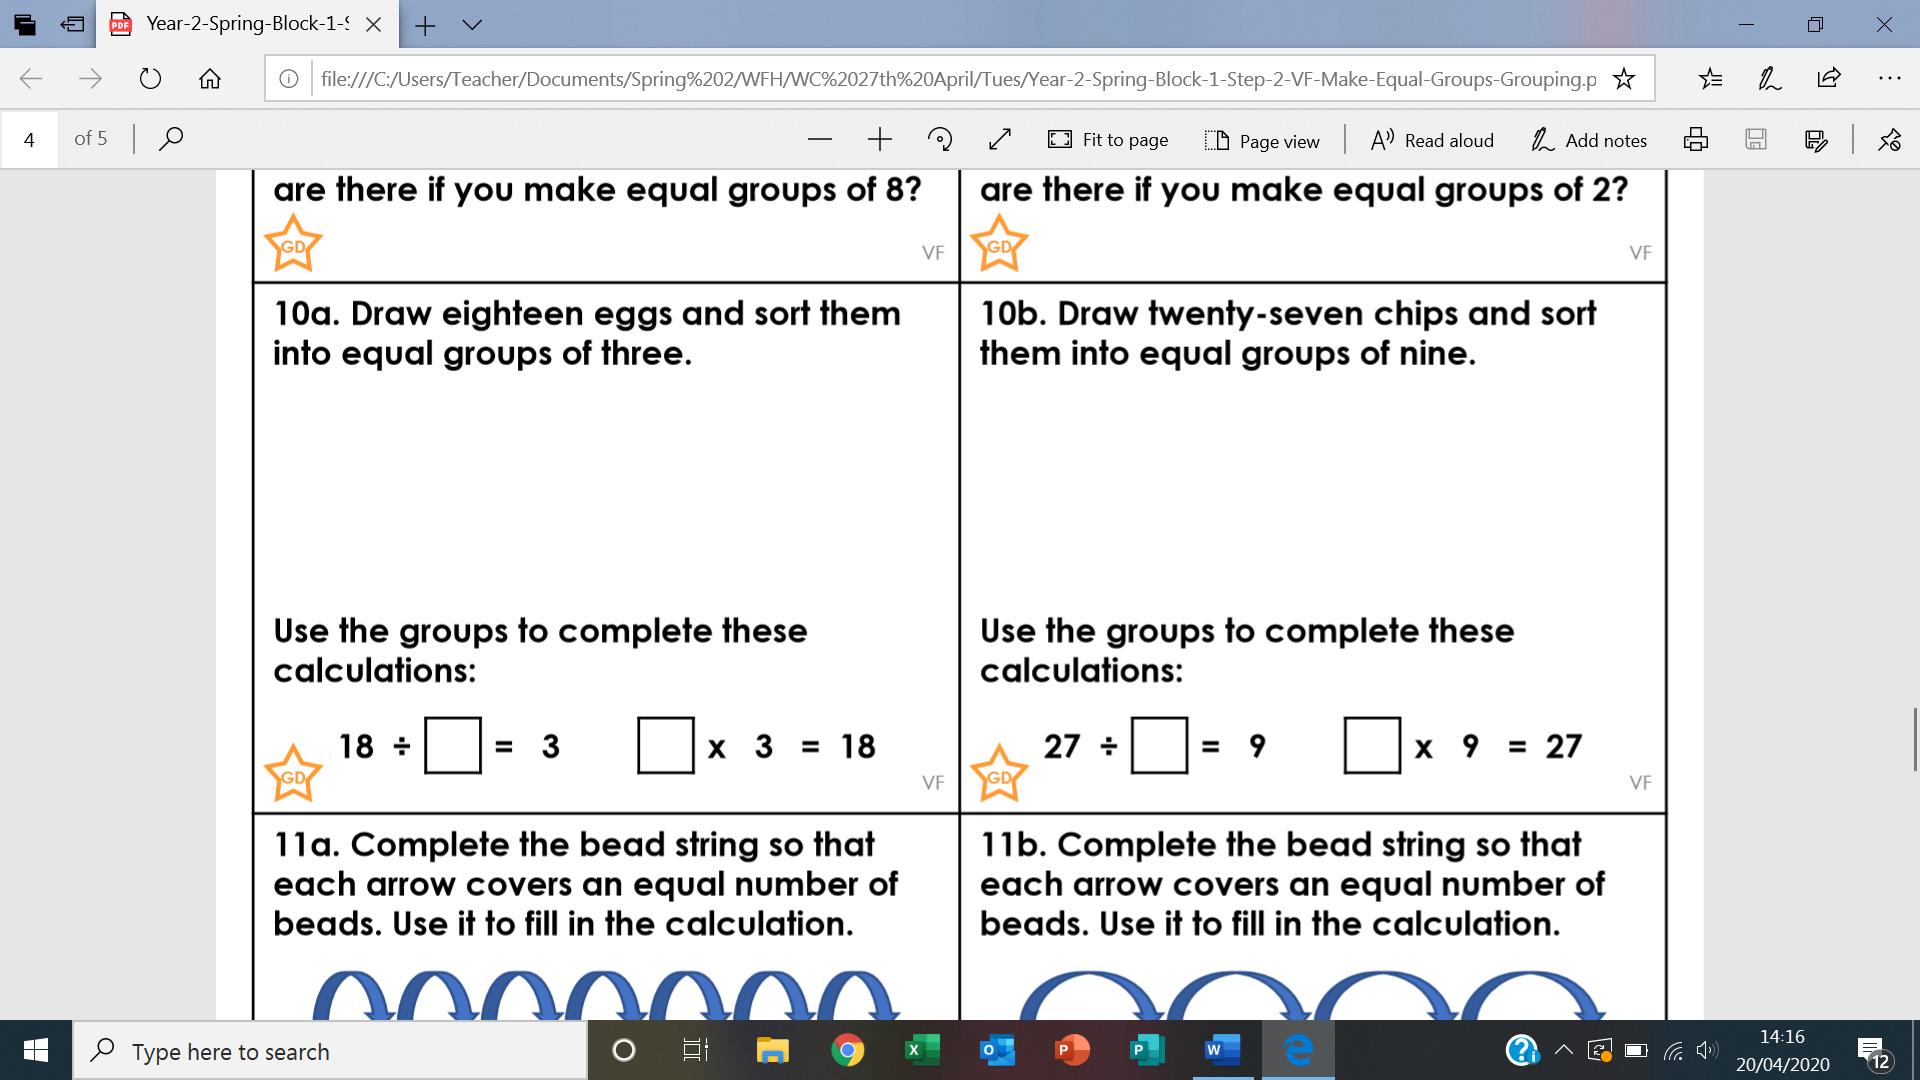 Year-2-Spring-Block-1-S
file:///C:/Users/Teacher/Documents/Spring%202/WFH/WC%2027th%20April/Tues/Year-2-Spring-Block-1-Step-2-VF-Make-Equal-Groups-Grouping.p
4 of 5
Fit to page
Page view
Read aloud
Add notes
are there if you make equal groups of 8?
GD
VF
are there if you make equal groups of 2?
GD
VF
10a. Draw eighteen eggs and sort them
into equal groups of three.
Use the groups to complete these
calculations:
18 ÷ = 3 x 3 = 18
GD
VF
10b. Draw twenty-seven chips and sort
them into equal groups of nine.
Use the groups to complete these
calculations:
27 ÷ = 9 x 9 = 27
GD
VF
11a. Complete the bead string so that
each arrow covers an equal number of
beads. Use it to fill in the calculation.
11b. Complete the bead string so that
each arrow covers an equal number of
beads. Use it to fill in the calculation.
Type here to search
14:16
20/04/2020
12